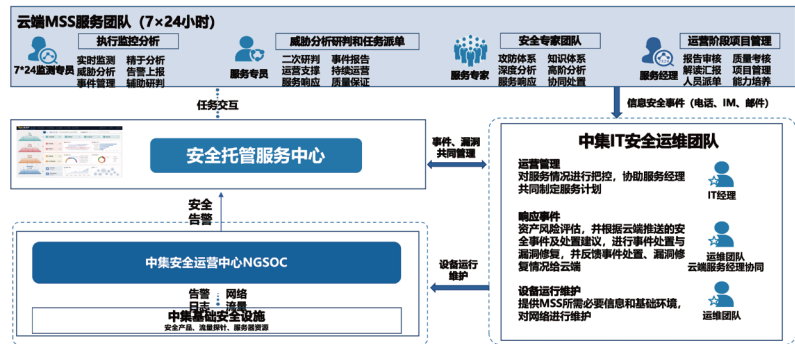 云端MSS服务团队（7×24小时）
执行监控分析
7*24监测专员
实时监测 精于分析
威胁分析 告警上报
事件管理 辅助研判
威胁分析研判和任务派单
服务专员
二次研判 事件报告
运营支撑 持续运营
服务响应 质量保证
安全专家团队
服务专家
攻防体系 知识体系
深度分析 高阶分析
服务响应 协同处置
运营阶段项目管理
服务经理
报告审核 质量考核
解读汇报 项目管理
人员派单 能力培养
任务交互
信息安全事件（电话、IM、邮件）
安全托管服务中心
事件、漏洞
共同管理
安全
告警
中集安全运营中心NGSOC
告警 网络
日志 流量
中集基础安全设施
安全产品、流量探针、服务器资源
设备运行
维护
中集IT安全运维团队
运营管理
对服务情况进行把控，协助服务经理
共同制定服务计划
IT经理
响应事件
资产风险评估，并根据云端推送的安
全事件及处置建议，进行事件处置与
漏洞修复，并反馈事件处置、漏洞修
复情况给云端
运维团队
云端服务经理协同
设备运行维护
提供MSS所需必要信息和基础环境，
对网络进行维护
运维团队